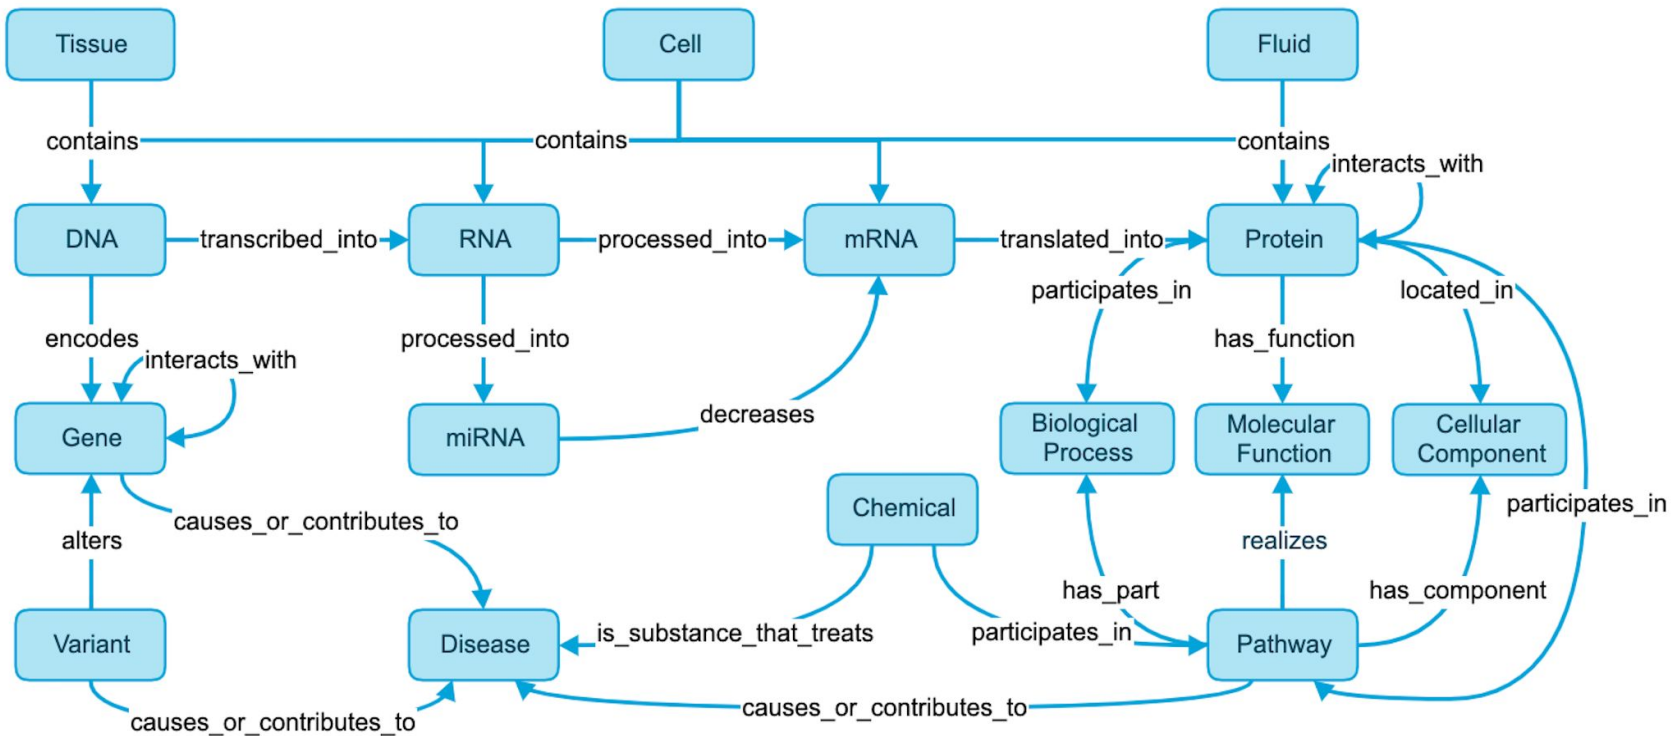 Tissue
Cell
Fluid
contains
contains
contains
interacts_with
DNA
transcribed_into
RNA
processed_into
mRNA
translated_into
Protein
participates_in
located_in
encodes
processed_into
has_function
interacts_with
decreases
Gene
miRNA
Biological
Process
Molecular
Function
Cellular
Component
participates_in
Chemical
causes_or_contributes_to
alters
realizes
has_part
has_component
is_substance_that_treats
participates_in
Variant
Disease
Pathway
causes_or_contributes_to
causes_or_contributes_to